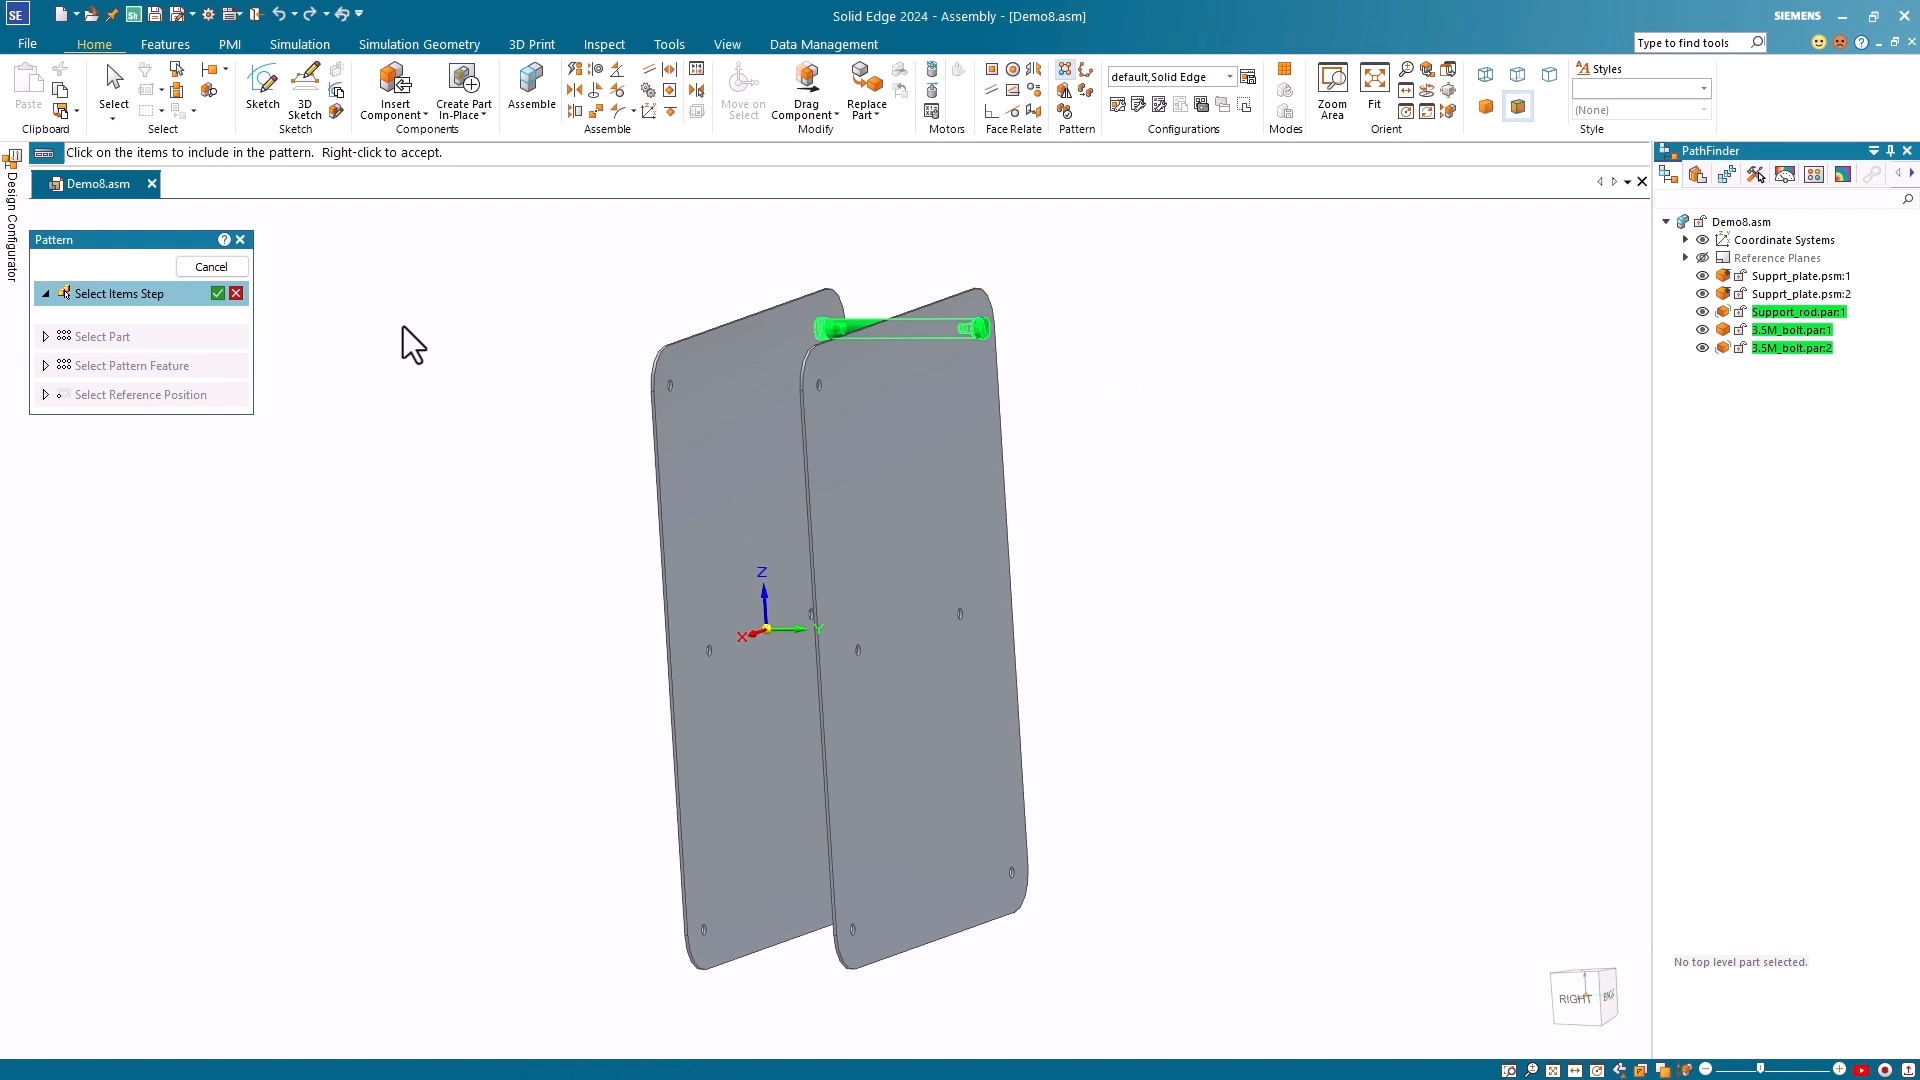 SE
Solid Edge 2024 - Assembly - [Demo8.asm]
SIEMENS
File
Home
Features
PMI
Simulation
Simulation Geometry
3D Print
Inspect
Tools
View
Data Management
Type to find tools
Paste
Clipboard
Select
Select
Sketch
3D Sketch
Sketch
Insert Component
Create Part In-Place
Components
Assemble
Assemble
Move on Select
Drag Component
Replace Part
Modify
Motors
Face Relate
Pattern
default,Solid Edge
Configurations
Modes
Zoom Area
Fit
Orient
Styles
(None)
Style
Click on the items to include in the pattern.  Right-click to accept.
Design Configurator
Demo8.asm
Pattern
Cancel
Select Items Step
Select Part
Select Pattern Feature
Select Reference Position
Z
X
Y
RIGHT
BACK
PathFinder
Demo8.asm
Coordinate Systems
Reference Planes
Supprt_plate.psm:1
Supprt_plate.psm:2
Support_rod.par:1
3.5M_bolt.par:1
3.5M_bolt.par:2
No top level part selected.